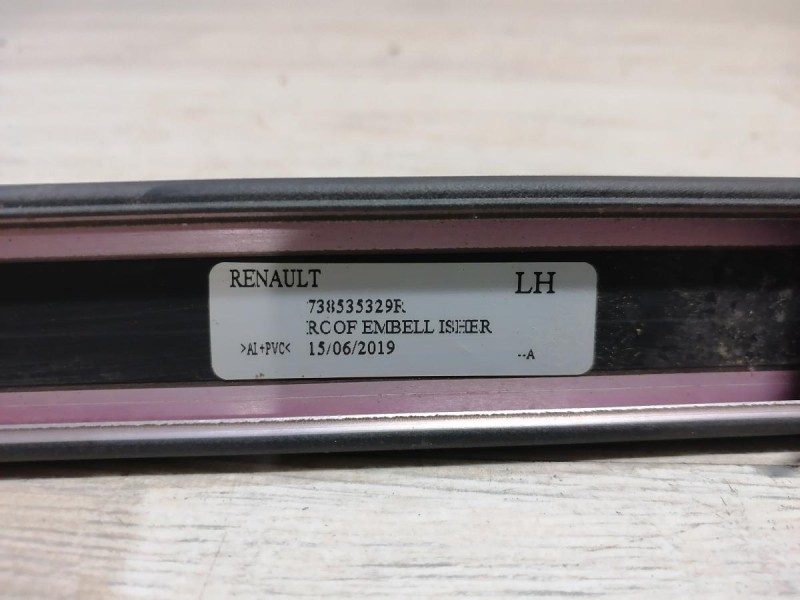 RENAULT LH
738535329R
RCOF EMBELL ISHER
>AI+PVC< 15/06/2019 --A